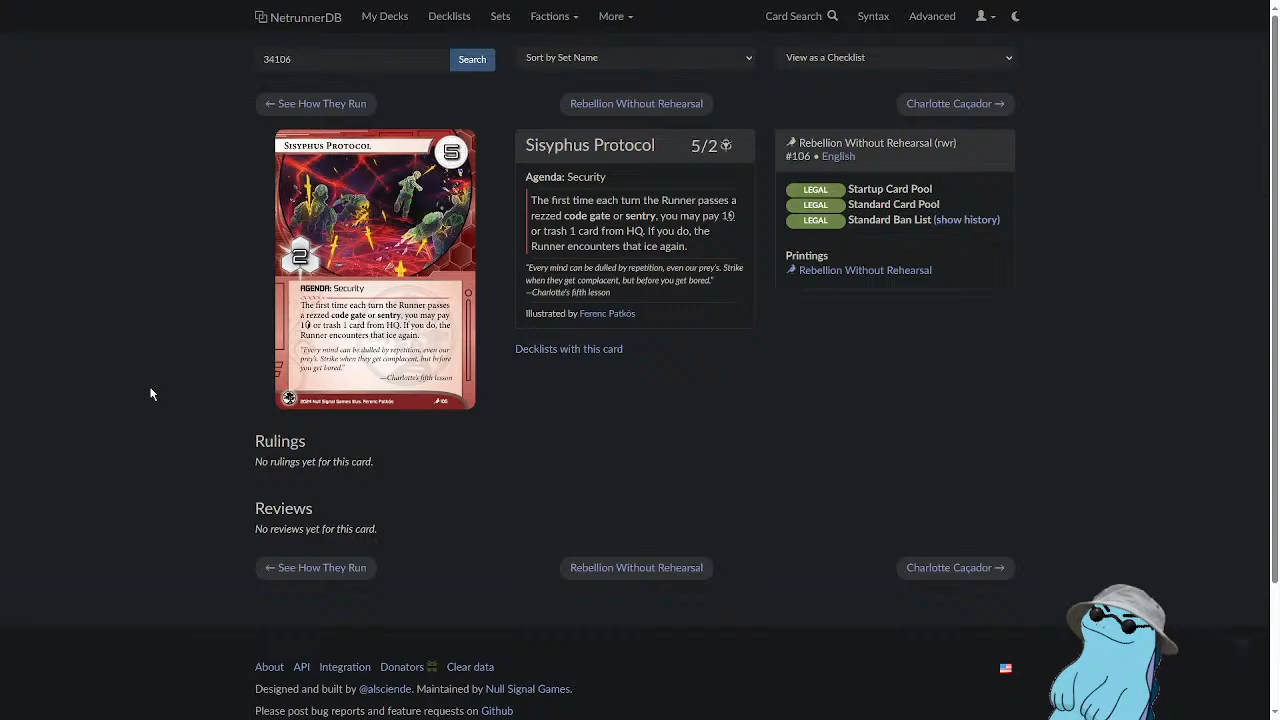 NetrunnerDB My Decks Decklists Sets Factions More Card Search Syntax Advanced
34106 Search Sort by Set Name View as a Checklist
← See How They Run Rebellion Without Rehearsal Charlotte Caçador →
Sisyphus Protocol
5
2
AGENDA: Security
The first time each turn the Runner passes
a rezzed code gate or sentry, you may pay
1 or trash 1 card from HQ. If you do, the
Runner encounters that ice again.
"Every mind can be dulled by repetition, even our
prey's. Strike when they get complacent, but before
you get bored."
—Charlotte's fifth lesson
2024 Null Signal Games. Illus. Ferenc Patkós
106
Sisyphus Protocol 5/2
Agenda: Security
The first time each turn the Runner passes a
rezzed code gate or sentry, you may pay 1
or trash 1 card from HQ. If you do, the
Runner encounters that ice again.
"Every mind can be dulled by repetition, even our prey's. Strike
when they get complacent, but before you get bored."
—Charlotte's fifth lesson
Illustrated by Ferenc Patkós
Decklists with this card
Rebellion Without Rehearsal (rwr)
#106 • English
LEGAL Startup Card Pool
LEGAL Standard Card Pool
LEGAL Standard Ban List (show history)
Printings
Rebellion Without Rehearsal
Rulings
No rulings yet for this card.
Reviews
No reviews yet for this card.
← See How They Run Rebellion Without Rehearsal Charlotte Caçador →
About API Integration Donators Clear data
Designed and built by @alsciende. Maintained by Null Signal Games.
Please post bug reports and feature requests on Github